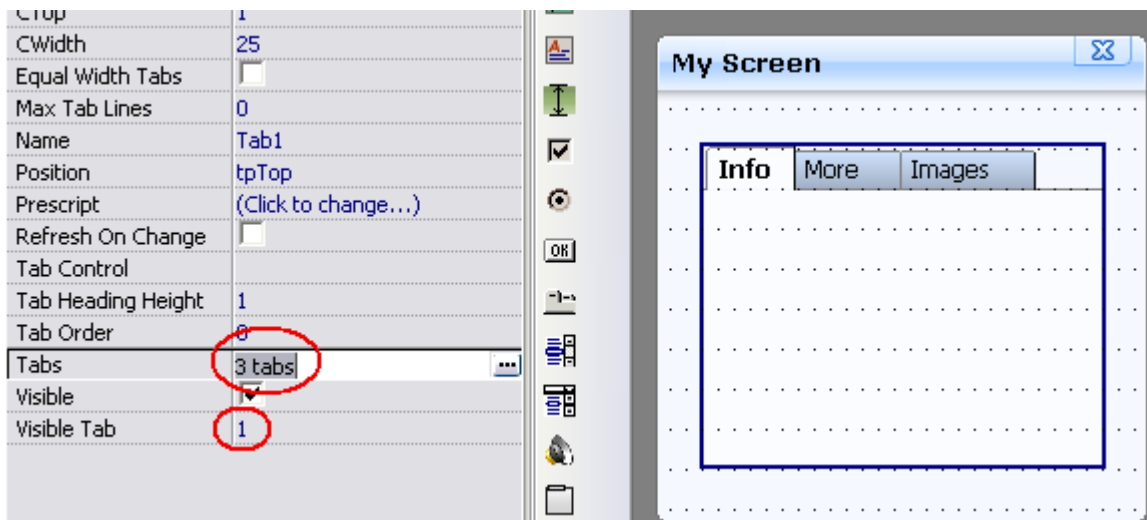 CTop 1
CWidth 25
Equal Width Tabs
Max Tab Lines 0
Name Tab1
Position tpTop
Prescript (Click to change...)
Refresh On Change
Tab Control
Tab Heading Height 1
Tab Order 0
Tabs 3 tabs ...
Visible
Visible Tab 1
OK
My Screen
Info More Images